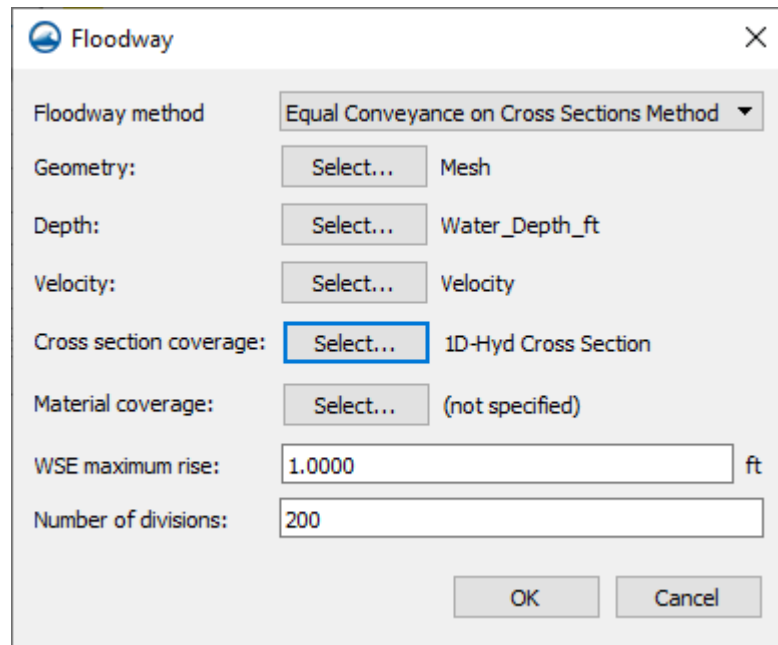 Floodway
Floodway method Equal Conveyance on Cross Sections Method
Geometry: Select... Mesh
Depth: Select... Water_Depth_ft
Velocity: Select... Velocity
Cross section coverage: Select... 1D-Hyd Cross Section
Material coverage: Select... (not specified)
WSE maximum rise: 1.0000 ft
Number of divisions: 200
OK Cancel